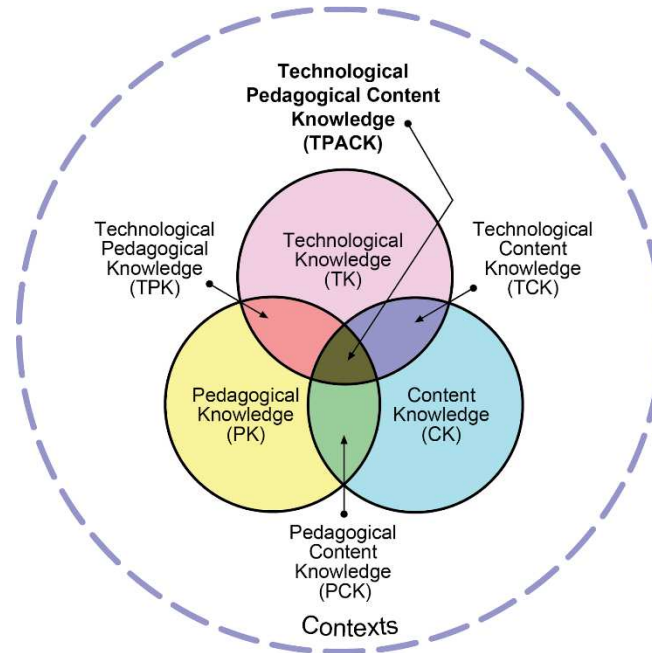 Technological
Pedagogical Content
Knowledge
(TPACK)
Technological
Pedagogical
Knowledge
(TPK)
Technological
Knowledge
(TK)
Technological
Content
Knowledge
(TCK)
Pedagogical
Knowledge
(PK)
Content
Knowledge
(CK)
Pedagogical
Content
Knowledge
(PCK)
Contexts